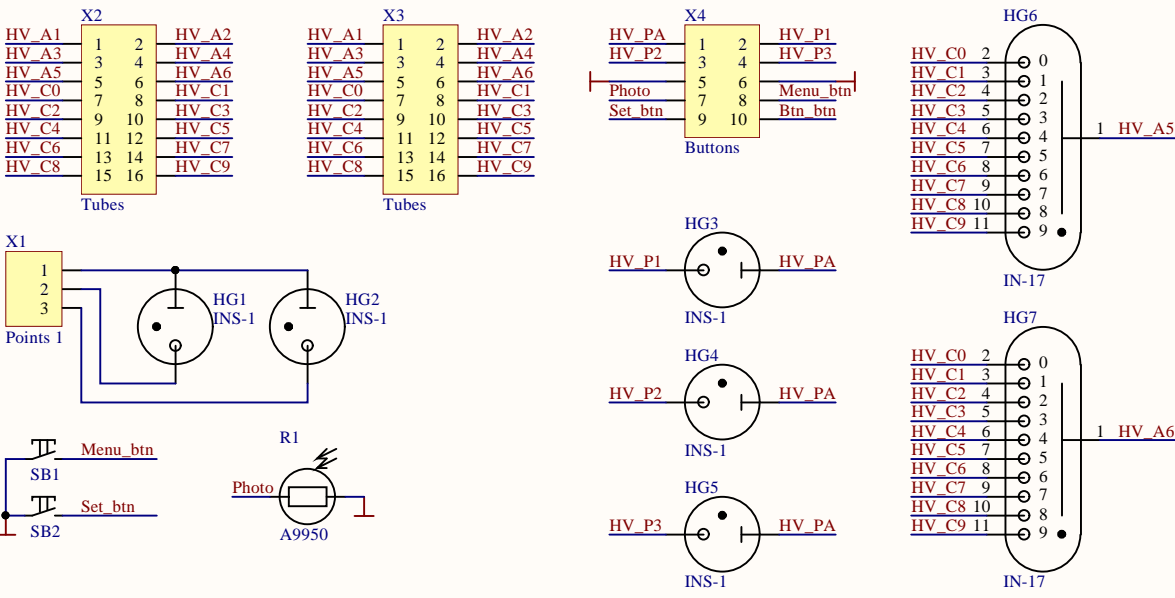 X2
HV_A1 1 2 HV_A2
HV_A3 3 4 HV_A4
HV_A5 5 6 HV_A6
HV_C0 7 8 HV_C1
HV_C2 9 10 HV_C3
HV_C4 11 12 HV_C5
HV_C6 13 14 HV_C7
HV_C8 15 16 HV_C9
Tubes
X3
HV_A1 1 2 HV_A2
HV_A3 3 4 HV_A4
HV_A5 5 6 HV_A6
HV_C0 7 8 HV_C1
HV_C2 9 10 HV_C3
HV_C4 11 12 HV_C5
HV_C6 13 14 HV_C7
HV_C8 15 16 HV_C9
Tubes
X4
HV_PA 1 2 HV_P1
HV_P2 3 4 HV_P3
5 6
Photo 7 8 Menu_btn
Set_btn 9 10 Btn_btn
Buttons
HG6
HV_C0 2 0
HV_C1 3 1
HV_C2 4 2
HV_C3 5 3
HV_C4 6 4 1 HV_A5
HV_C5 7 5
HV_C6 8 6
HV_C7 9 7
HV_C8 10 8
HV_C9 11 9
IN-17
X1
1
2
3
Points 1
HG1
INS-1
HG2
INS-1
HG3
HV_P1 HV_PA
INS-1
HG4
HV_P2 HV_PA
INS-1
HG5
HV_P3 HV_PA
INS-1
HG7
HV_C0 2 0
HV_C1 3 1
HV_C2 4 2
HV_C3 5 3
HV_C4 6 4 1 HV_A6
HV_C5 7 5
HV_C6 8 6
HV_C7 9 7
HV_C8 10 8
HV_C9 11 9
IN-17
Menu_btn
SB1
Set_btn
SB2
R1
Photo
A9950